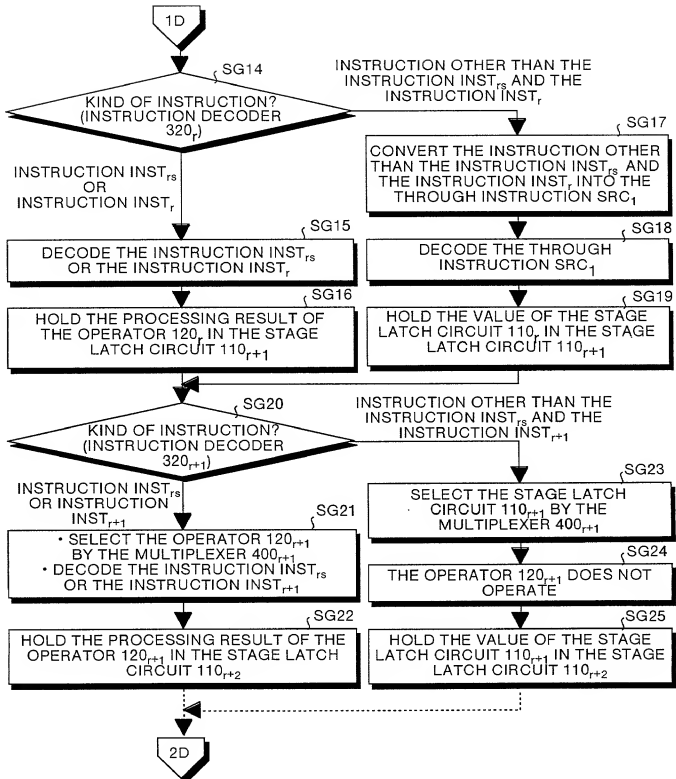 1D
SG14
KIND OF INSTRUCTION?
(INSTRUCTION DECODER
320r)
INSTRUCTION OTHER THAN THE
INSTRUCTION INSTrs AND THE
INSTRUCTION INSTr
INSTRUCTION INSTrs
OR
INSTRUCTION INSTr
SG17
CONVERT THE INSTRUCTION OTHER
THAN THE INSTRUCTION INSTrs AND
THE INSTRUCTION INSTr INTO THE
THROUGH INSTRUCTION SRC1
SG15
DECODE THE INSTRUCTION INSTrs
OR THE INSTRUCTION INSTr
SG18
DECODE THE THROUGH
INSTRUCTION SRC1
SG16
HOLD THE PROCESSING RESULT OF
THE OPERATOR 120r IN THE STAGE
LATCH CIRCUIT 110r+1
SG19
HOLD THE VALUE OF THE STAGE
LATCH CIRCUIT 110r IN THE STAGE
LATCH CIRCUIT 110r+1
SG20
KIND OF INSTRUCTION?
(INSTRUCTION DECODER
320r+1)
INSTRUCTION OTHER THAN THE
INSTRUCTION INSTrs AND THE
INSTRUCTION INSTr+1
INSTRUCTION INSTrs
OR INSTRUCTION
INSTr+1
SG21
• SELECT THE OPERATOR 120r+1
BY THE MULTIPLEXER 400r+1
• DECODE THE INSTRUCTION INSTrs
OR THE INSTRUCTION INSTr+1
SG23
SELECT THE STAGE LATCH
CIRCUIT 110r+1 BY THE
MULTIPLEXER 400r+1
SG24
THE OPERATOR 120r+1 DOES NOT
OPERATE
SG22
HOLD THE PROCESSING RESULT OF THE
OPERATOR 120r+1 IN THE STAGE LATCH
CIRCUIT 110r+2
SG25
HOLD THE VALUE OF THE STAGE
LATCH CIRCUIT 110r+1 IN THE STAGE
LATCH CIRCUIT 110r+2
2D